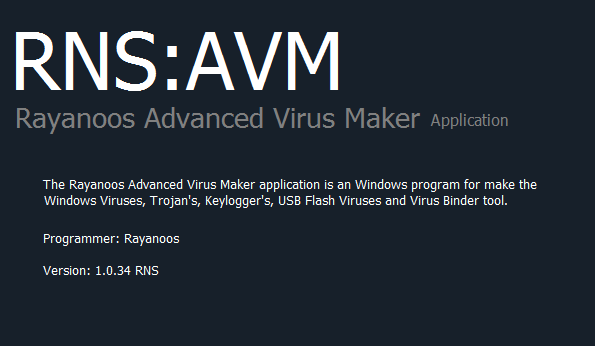 RNS:AVM
Rayanoos Advanced Virus Maker Application
The Rayanoos Advanced Virus Maker application is an Windows program for make the
Windows Viruses, Trojan's, Keylogger's, USB Flash Viruses and Virus Binder tool.
Programmer: Rayanoos
Version: 1.0.34 RNS